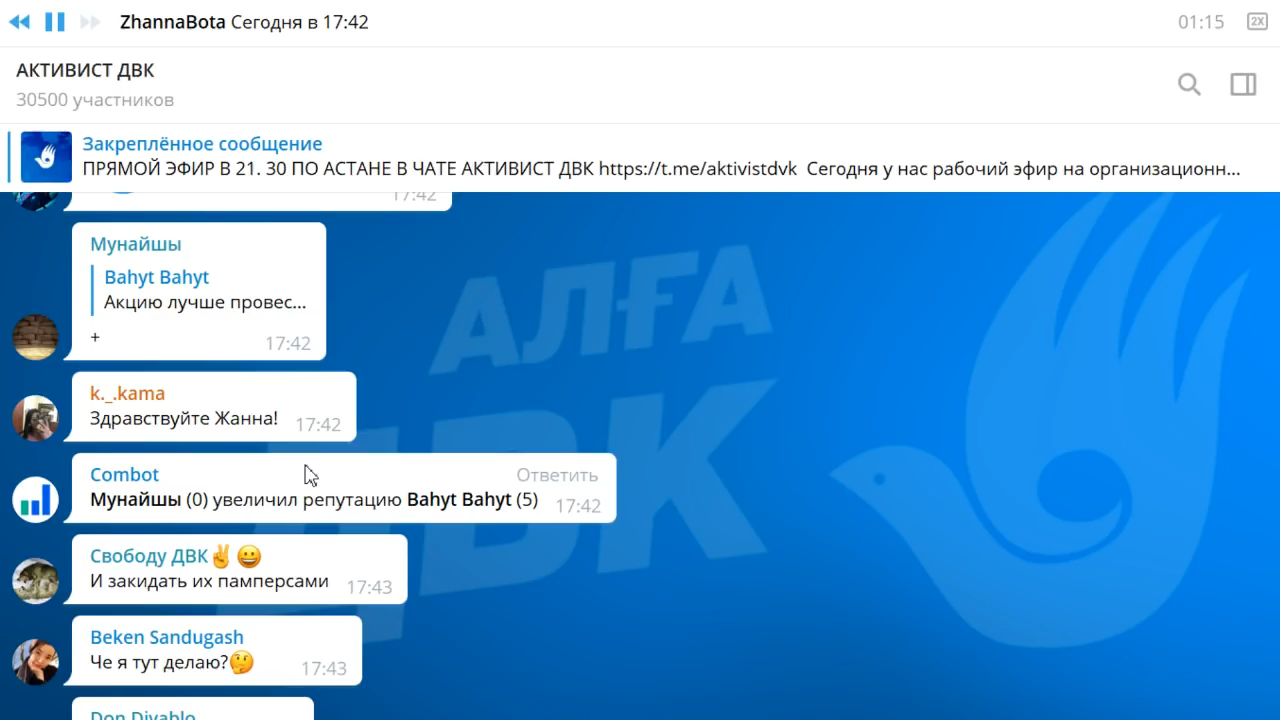 ZhannaBota Сегодня в 17:42
01:15
2X
АКТИВИСТ ДВК
30500 участников
Закреплённое сообщение
ПРЯМОЙ ЭФИР В 21. 30 ПО АСТАНЕ В ЧАТЕ АКТИВИСТ ДВК https://t.me/aktivistdvk Сегодня у нас рабочий эфир на организационн...
17:42
Мунайшы
Bahyt Bahyt
Акцию лучше провес...
+
17:42
k._.kama
Здравствуйте Жанна!
17:42
Combot
Ответить
Мунайшы (0) увеличил репутацию Bahyt Bahyt (5)
17:42
Свободу ДВК✌😀
И закидать их памперсами
17:43
Beken Sandugash
Че я тут делаю?🤔
17:43
Don Divablo
АЛҒА
ДВК